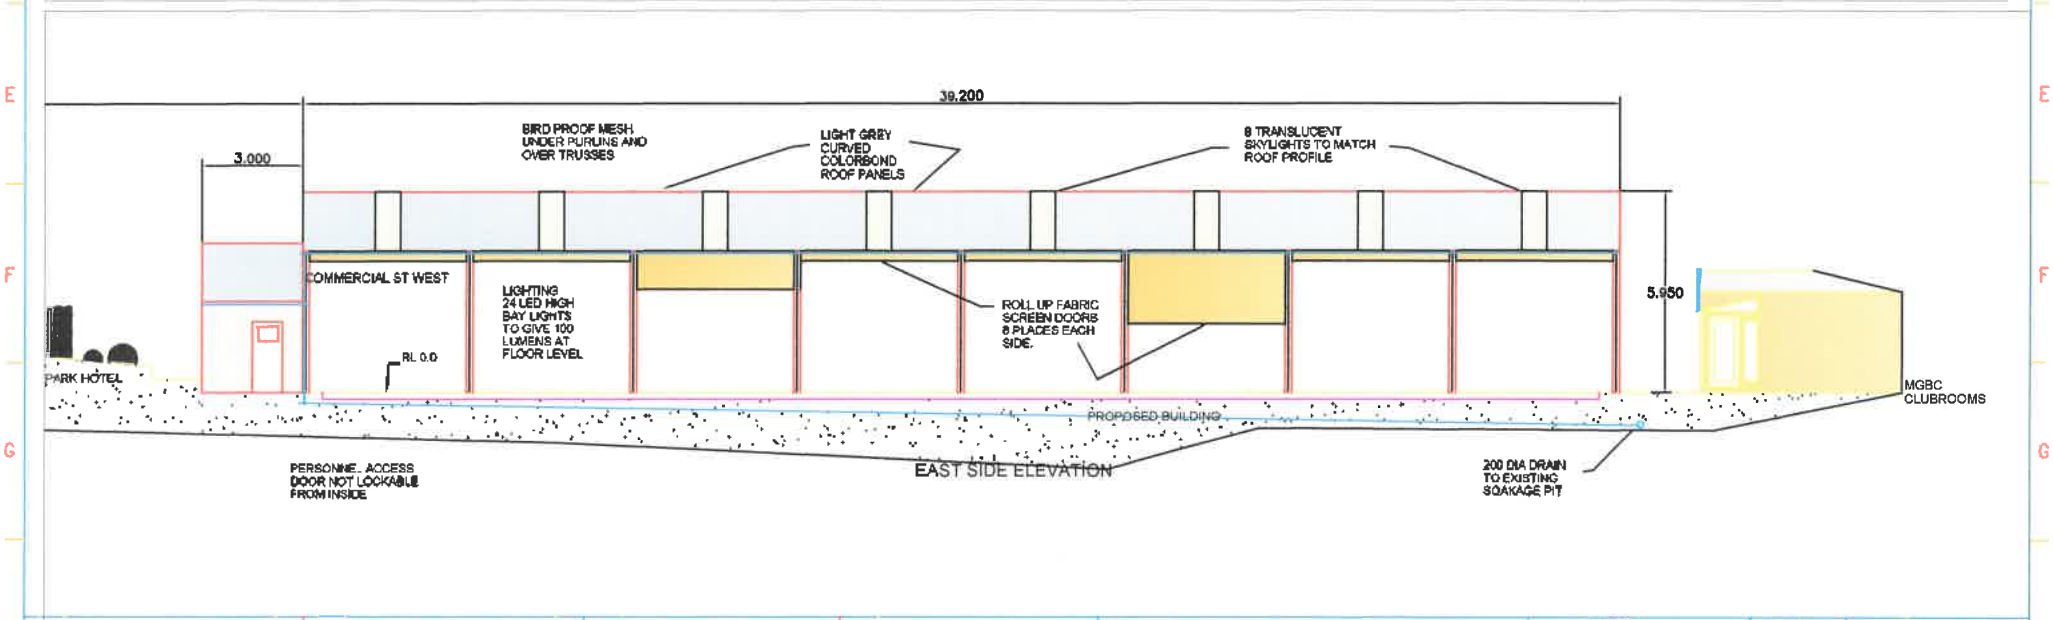 E
E
39.200
BIRD PROOF MESH
UNDER PURLINS AND
OVER TRUSSES
LIGHT GREY
CURVED
COLORBOND
ROOF PANELS
8 TRANSLUCENT
SKYLIGHTS TO MATCH
ROOF PROFILE
3.000
F
F
COMMERCIAL ST WEST
LIGHTING
24 LED HIGH
BAY LIGHTS
TO GIVE 100
LUMENS AT
FLOOR LEVEL
ROLL UP FABRIC
SCREEN DOORS
8 PLACES EACH
SIDE.
5.950
RL 0.0
PARK HOTEL
MGBC
CLUBROOMS
PROPOSED BUILDING
G
G
EAST SIDE ELEVATION
PERSONNEL ACCESS
DOOR NOT LOCKABLE
FROM INSIDE
200 DIA DRAIN
TO EXISTING
SOAKAGE PIT